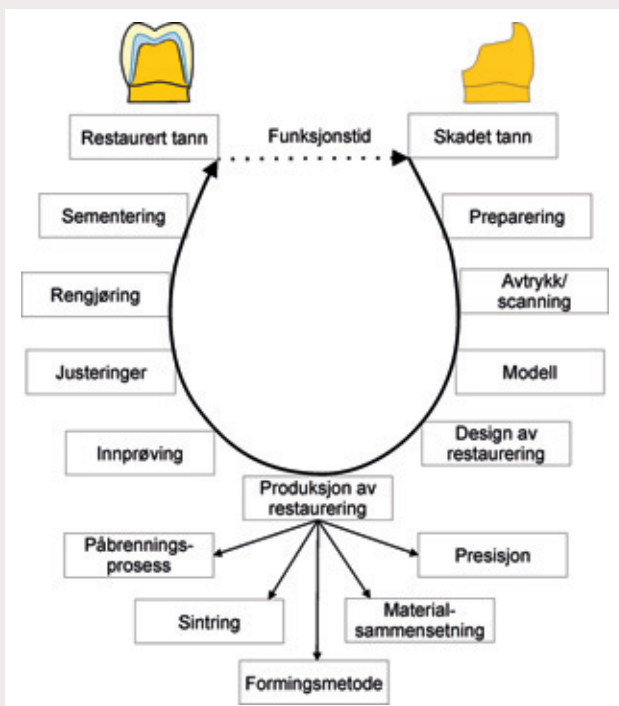 Restaurert tann
Funksjonstid
Skadet tann
Sementering
Preparering
Rengjøring
Avtrykk/
scanning
Justeringer
Modell
Innprøving
Design av
restaurering
Produksjon av
restaurering
Påbrennings-
prosess
Presisjon
Sintring
Material-
sammensetning
Formingsmetode